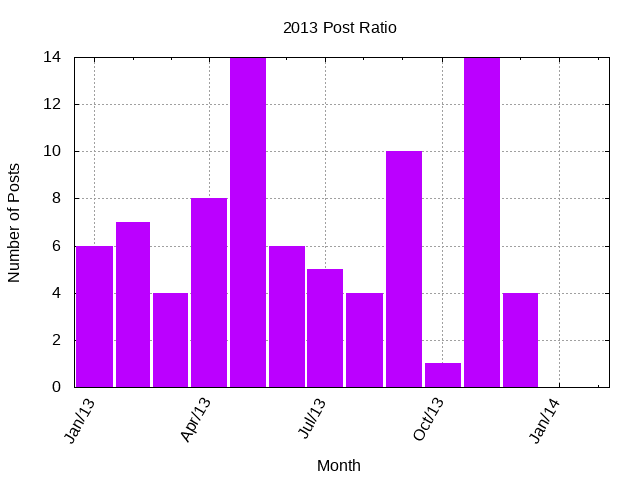 2013 Post Ratio
14
12
10
8
6
4
2
0
Number of Posts
Jan/13
Apr/13
Jul/13
Oct/13
Jan/14
Month